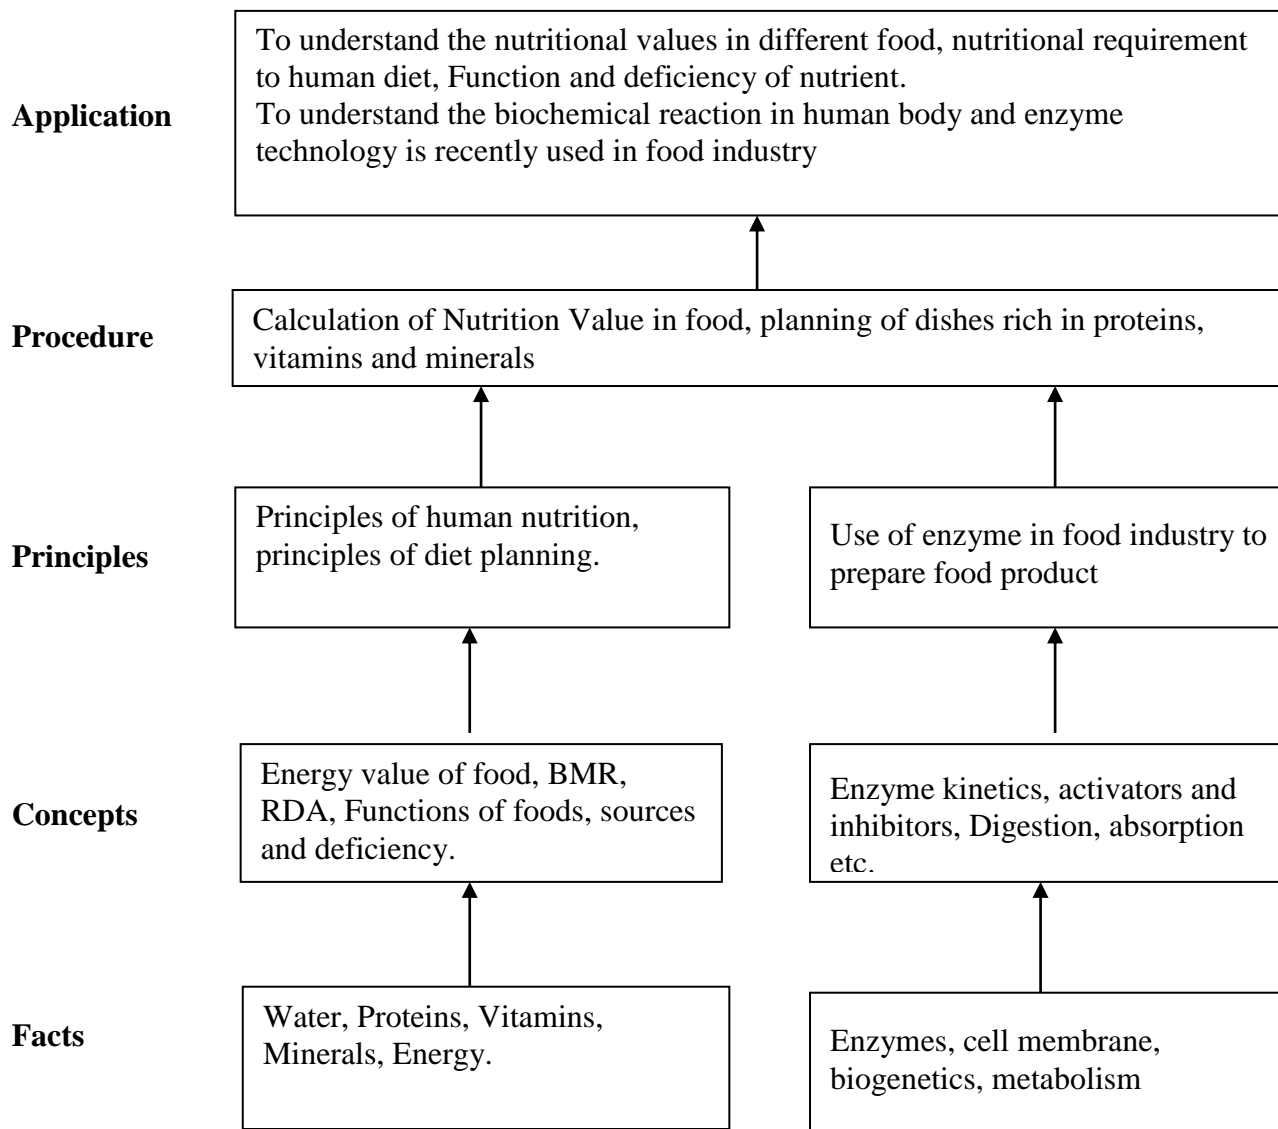 To understand the nutritional values in different food, nutritional requirement
to human diet, Function and deficiency of nutrient.
Application
To understand the biochemical reaction in human body and enzyme
technology is recently used in food industry
Procedure
Calculation of Nutrition Value in food, planning of dishes rich in proteins,
vitamins and minerals
Principles
Principles of human nutrition,
principles of diet planning.
Use of enzyme in food industry to
prepare food product
Concepts
Energy value of food, BMR,
RDA, Functions of foods, sources
and deficiency.
Enzyme kinetics, activators and
inhibitors, Digestion, absorption
etc.
Facts
Water, Proteins, Vitamins,
Minerals, Energy.
Enzymes, cell membrane,
biogenetics, metabolism